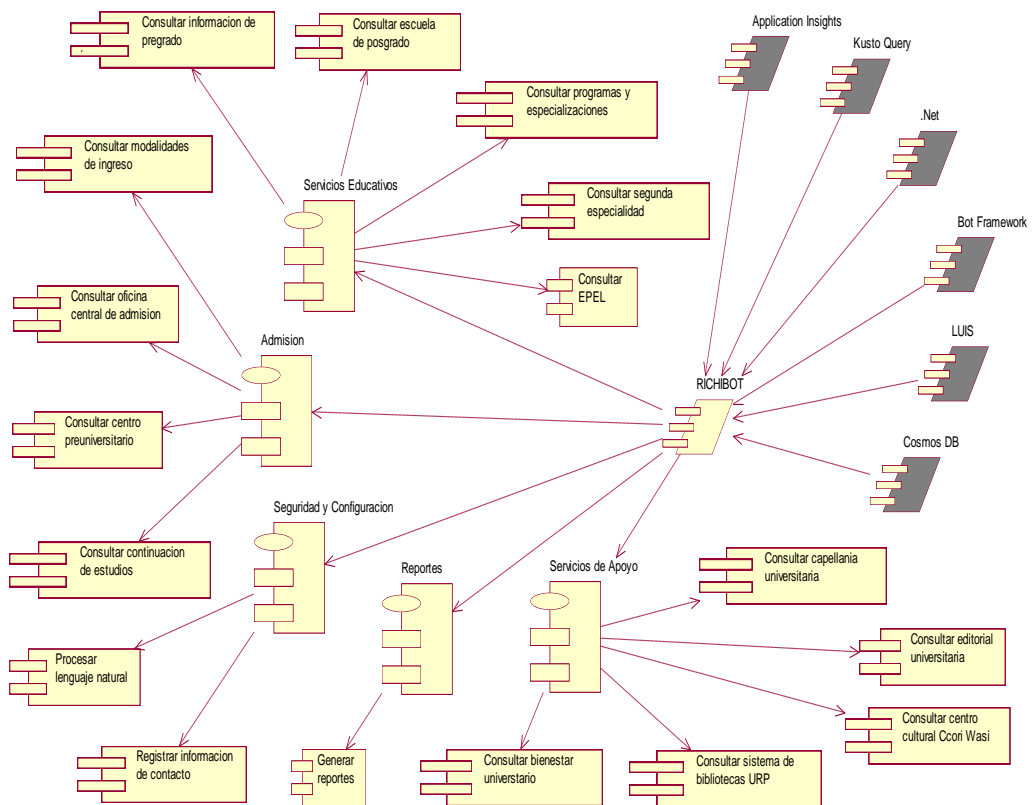 Consultar informacion de
pregrado
Consultar escuela
de posgrado
Application Insights
Kusto Query
Consultar programas y
especializaciones
.Net
Consultar modalidades
de ingreso
Servicios Educativos
Consultar segunda
especialidad
Bot Framework
Consultar
EPEL
Consultar oficina
central de admision
Admision
LUIS
RICHIBOT
Consultar centro
preuniversitario
Cosmos DB
Seguridad y Configuracion
Consultar continuacion
de estudios
Reportes
Servicios de Apoyo
Consultar capellania
universitaria
Procesar
lenguaje natural
Consultar editorial
universitaria
Consultar centro
cultural Ccori Wasi
Registrar informacion
de contacto
Generar
reportes
Consultar bienestar
universtario
Consultar sistema de
bibliotecas URP